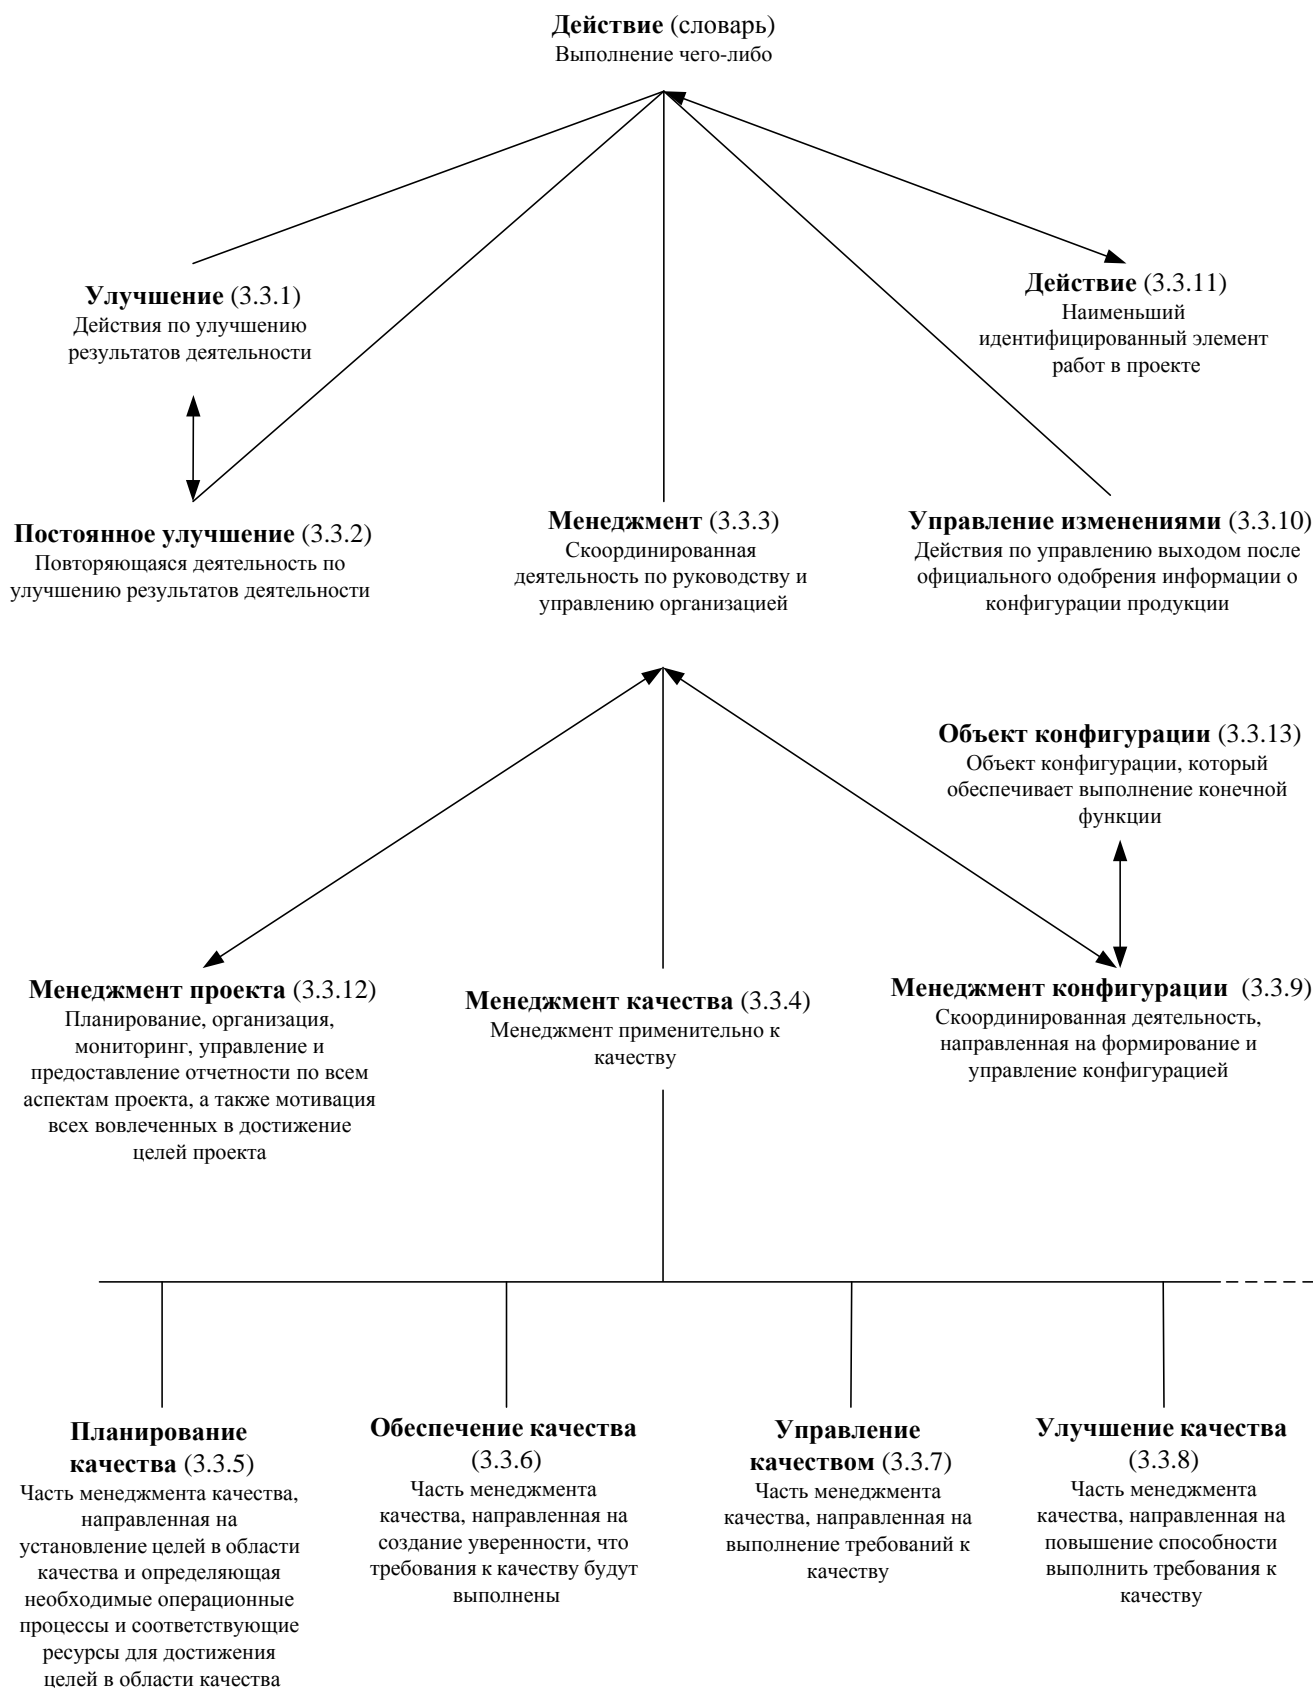 Действие (словарь)
Выполнение чего-либо
Улучшение (3.3.1)
Действия по улучшению
результатов деятельности
Действие (3.3.11)
Наименьший
идентифицированный элемент
работ в проекте
Постоянное улучшение (3.3.2)
Повторяющаяся деятельность по
улучшению результатов деятельности
Менеджмент (3.3.3)
Скоординированная
деятельность по руководству и
управлению организацией
Управление изменениями (3.3.10)
Действия по управлению выходом после
официального одобрения информации о
конфигурации продукции
Объект конфигурации (3.3.13)
Объект конфигурации, который
обеспечивает выполнение конечной
функции
Менеджмент проекта (3.3.12)
Планирование, организация,
мониторинг, управление и
предоставление отчетности по всем
аспектам проекта, а также мотивация
всех вовлеченных в достижение
целей проекта
Менеджмент качества (3.3.4)
Менеджмент применительно к
качеству
Менеджмент конфигурации (3.3.9)
Скоординированная деятельность,
направленная на формирование и
управление конфигурацией
Планирование
качества (3.3.5)
Часть менеджмента качества,
направленная на
установление целей в области
качества и определяющая
необходимые операционные
процессы и соответствующие
ресурсы для достижения
целей в области качества
Обеспечение качества
(3.3.6)
Часть менеджмента
качества, направленная на
создание уверенности, что
требования к качеству будут
выполнены
Управление
качеством (3.3.7)
Часть менеджмента
качества, направленная на
выполнение требований к
качеству
Улучшение качества
(3.3.8)
Часть менеджмента
качества, направленная на
повышение способности
выполнить требования к
качеству